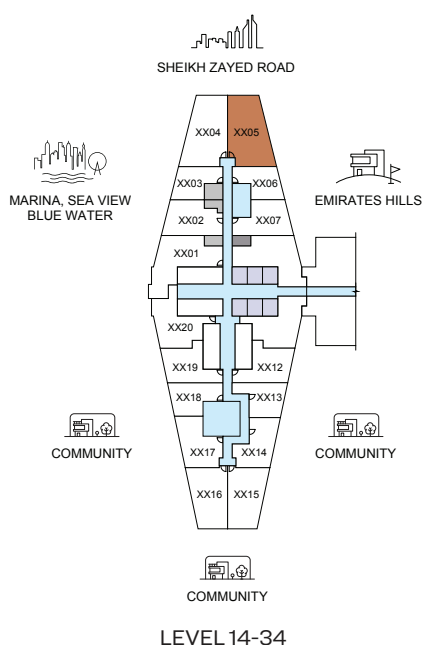 SHEIKH ZAYED ROAD
XX04
XX05
MARINA, SEA VIEW
BLUE WATER
XX03
XX06
EMIRATES HILLS
XX02
XX07
XX01
XX20
XX19
XX12
XX18
XX13
COMMUNITY
XX17
XX14
COMMUNITY
XX16
XX15
COMMUNITY
LEVEL 14-34